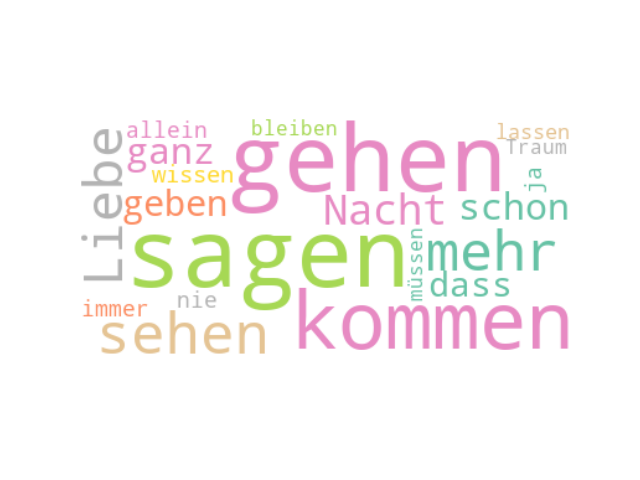 allein
bleiben
lassen
ganz
gehen
Traum
wissen
ja
Liebe
geben
Nacht
schon
sagen
mehr
müssen
dass
immer
nie
sehen
kommen